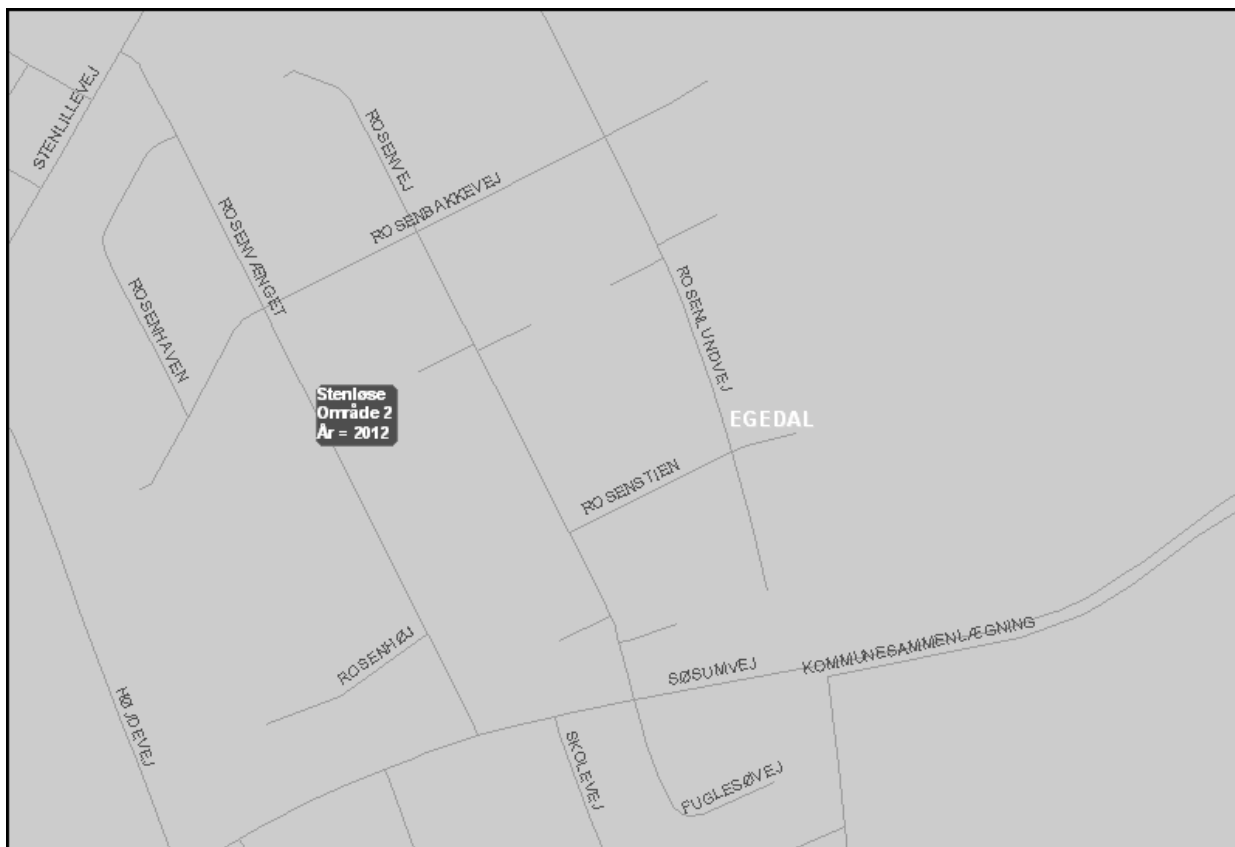 STENLILLEVEJ
ROSENVEJ
ROSENBAKKEVEJ
ROSENVÆNGET
ROSENHAVEN
ROSENLUNDVEJ
Stenløse
Område 2
År = 2012
EGEDAL
ROSENSTIEN
ROSENHØJ
KOMMUNESAMMENLÆGNING
SØSUMVEJ
HØJDEVEJ
SKOLEVEJ
FUGLESØVEJ